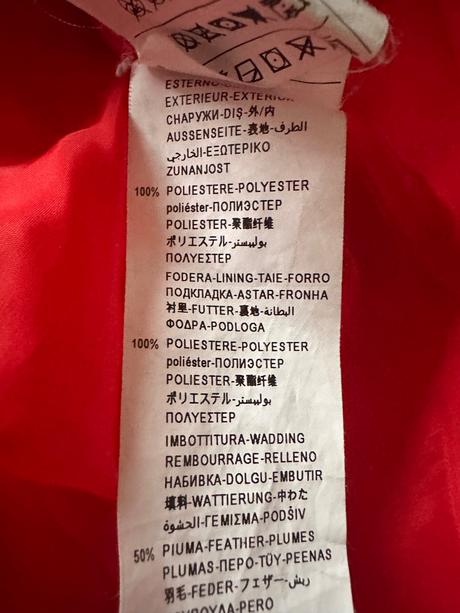 ESTERNO-
EXTERIEUR-EXTERIOR
СНАРУЖИ-DIŞ-外/内
AUSSENSEITE-裏地-الطرف
الخارجي-ΕΞΩΤΕΡΙΚΟ
ZUNANJOST
100% POLIESTERE-POLYESTER
poliéster-ПОЛИЭСТЕР
POLIESTER-聚酯纤维
ポリエステル-بوليستر
ΠΟΛΥΕΣΤΕΡ
FODERA-LINING-TAIE-FORRO
ПОДКЛАДКА-ASTAR-FRONHA
衬里-FUTTER-裏地-البطانة
ΦΟΔΡΑ-PODLOGA
100% POLIESTERE-POLYESTER
poliéster-ПОЛИЭСТЕР
POLIESTER-聚酯纤维
ポリエステル-بوليستر
ΠΟΛΥΕΣΤΕΡ
IMBOTTITURA-WADDING
REMBOURRAGE-RELLENO
НАБИВКА-DOLGU-EMBUTIR
填料-WATTIERUNG-中わた
الحشوة-ΓΕΜΙΣΜΑ-PODŠIV
50% PIUMA-FEATHER-PLUMES
PLUMAS-ПЕРО-TÜY-PEENAS
羽毛-FEDER-フェザー-ريش
-PERO